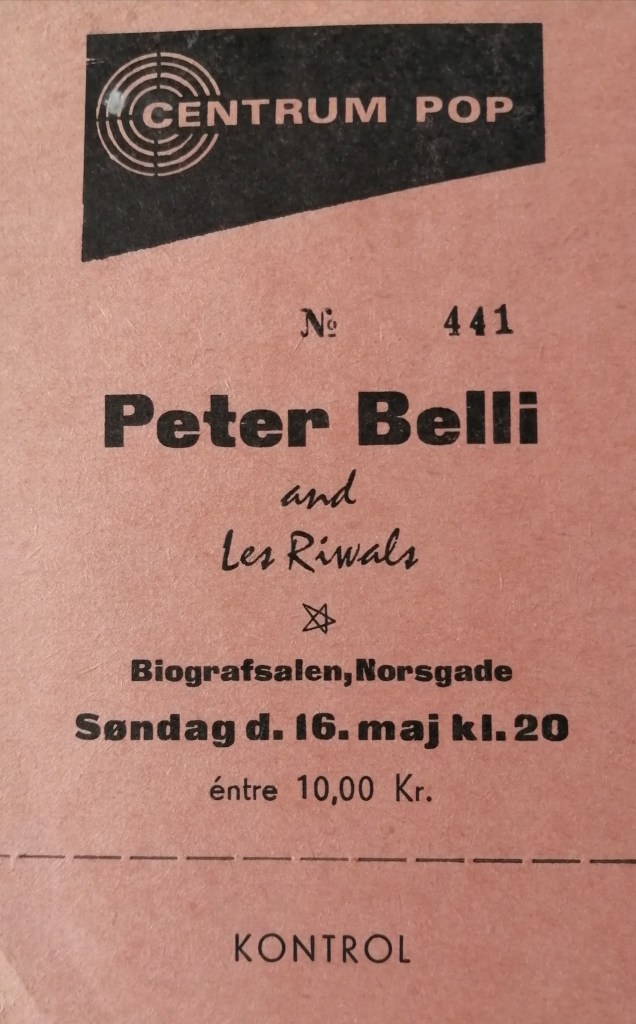 CENTRUM POP
№ 441
Peter Belli
and
Les Riwals
Biografsalen,Norsgade
Søndag d. 16. maj kl. 20
éntre 10,00 Kr.
KONTROL